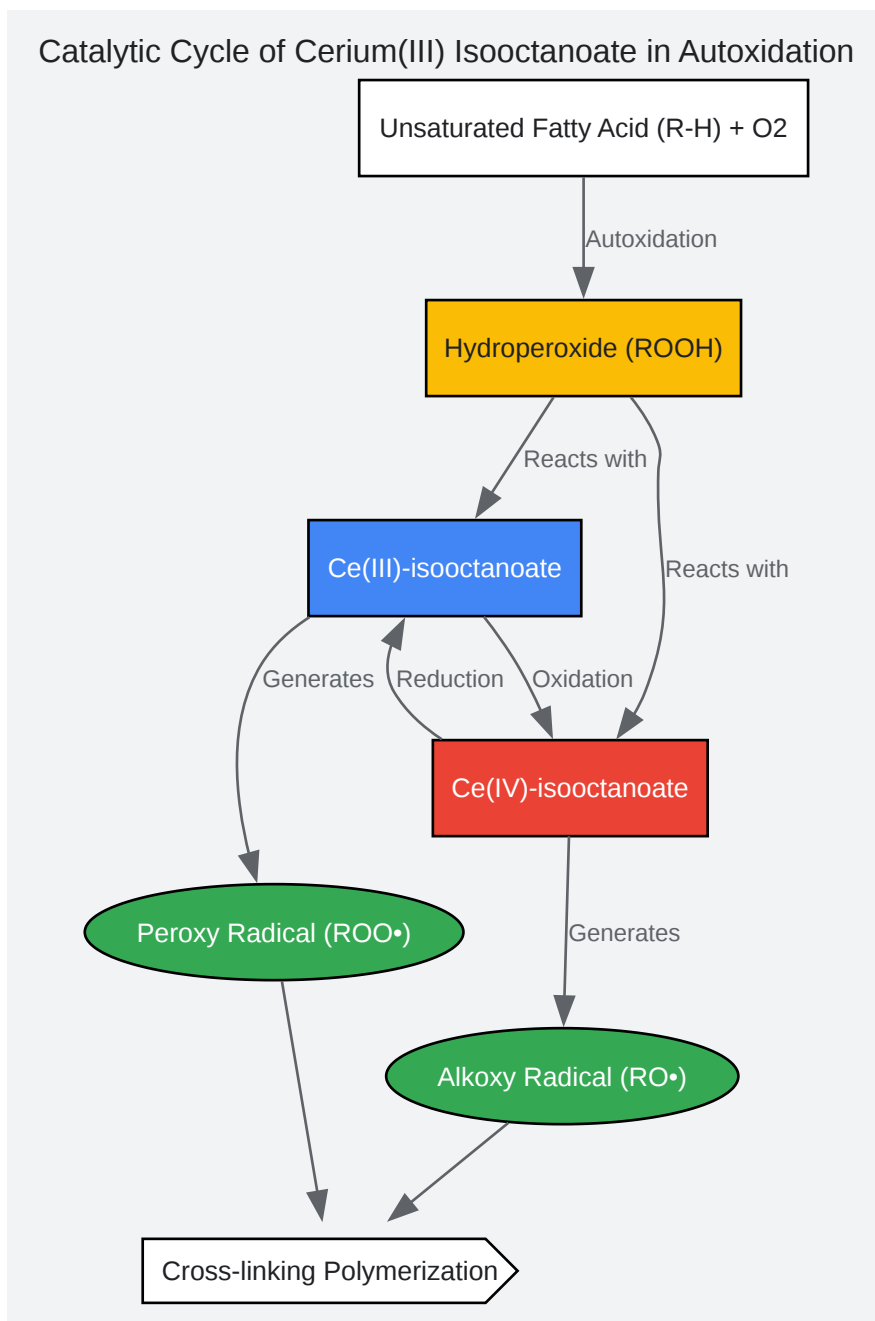 Catalytic Cycle of Cerium(III) Isooctanoate in Autoxidation
Unsaturated Fatty Acid (R-H) + O2
Autoxidation
Hydroperoxide (ROOH)
Reacts with
Ce(III)-isooctanoate
Reacts with
Generates
Reduction
Oxidation
Ce(IV)-isooctanoate
Peroxy Radical (ROO•)
Generates
Alkoxy Radical (RO•)
Cross-linking Polymerization